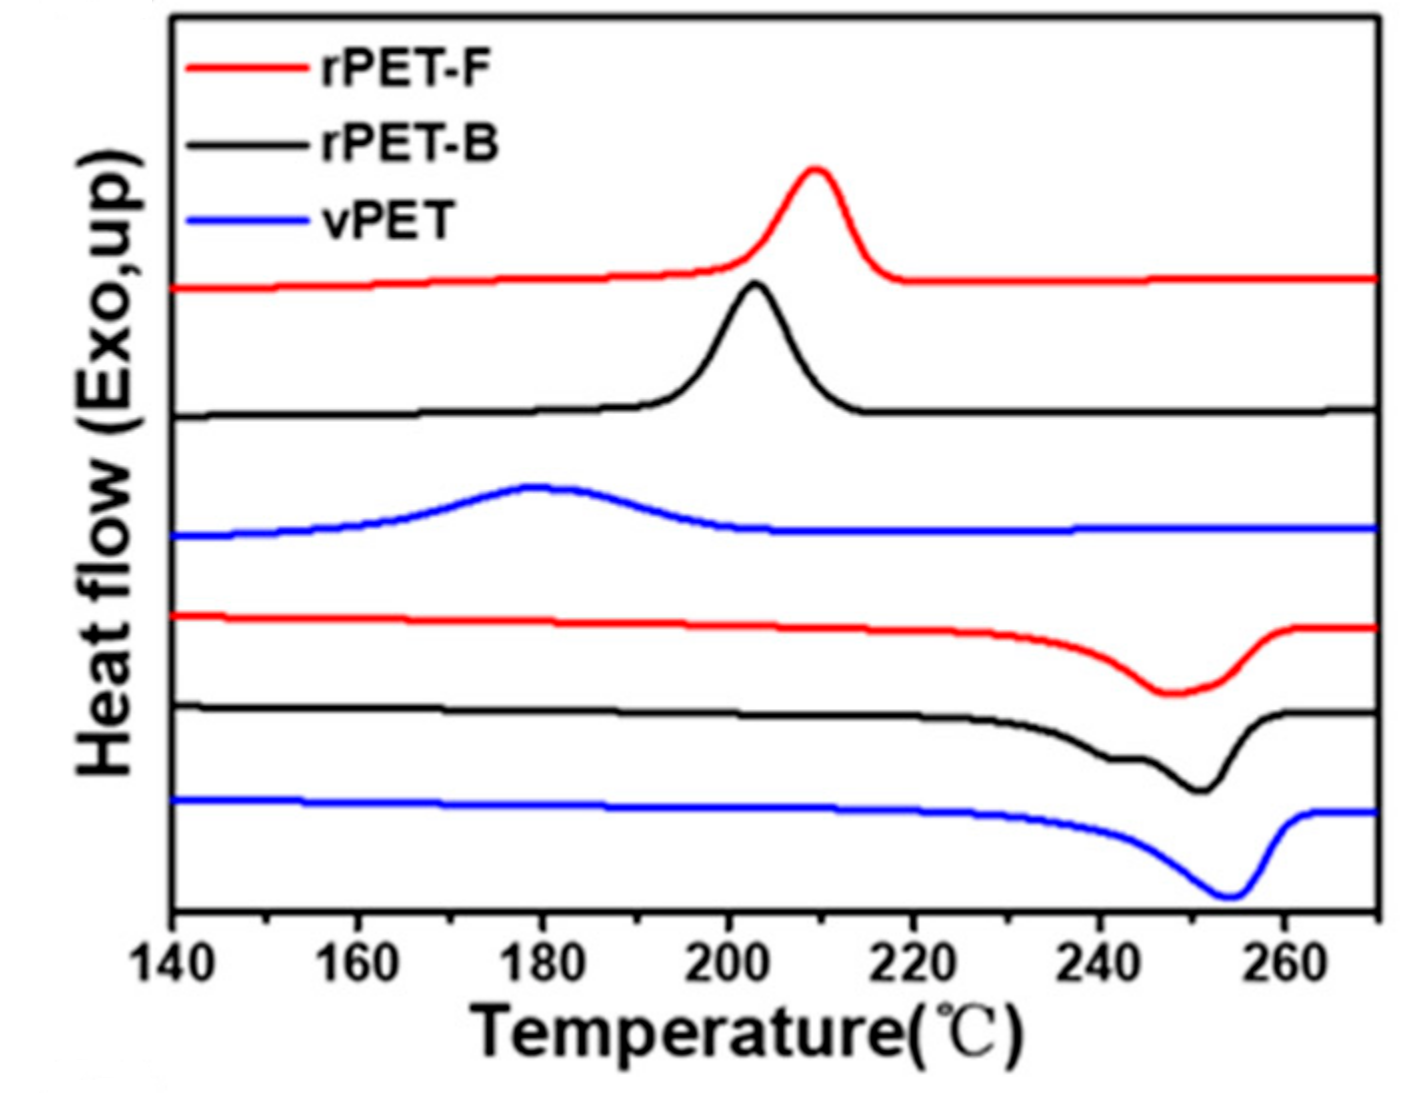 rPET-F
rPET-B
vPET
Heat flow (Exo,up)
140 160 180 200 220 240 260
Temperature(℃)